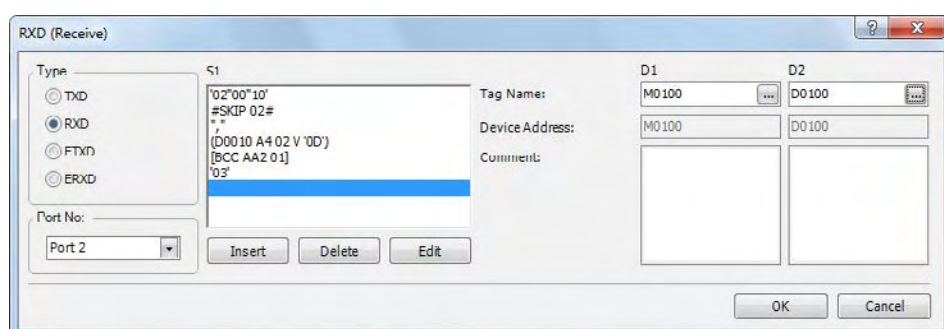 RXD (Receive)
Type
TXD
RXD
FTXD
ERXD
Port No:
Port 2
S1
'02"00"10'
#SKIP 02#
","
(D0010 A4 02 V '0D')
[BCC AA2 01]
'03'
Insert Delete Edit
D1 D2
Tag Name: M0100 ... D0100 ...
Device Address: M0100 D0100
Comment:
OK Cancel